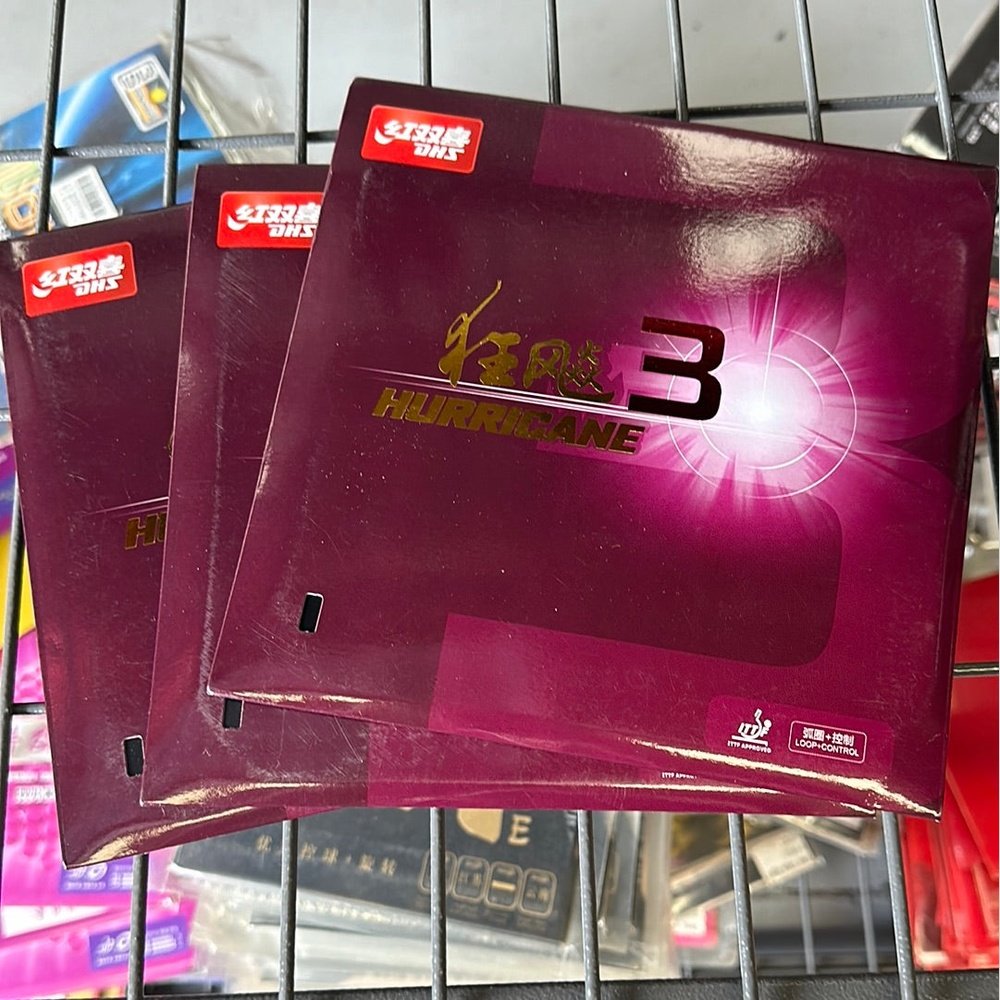 红双喜
DHS
红双喜
DHS
红双喜
DHS
狂飚3
HURRICANE
HU
ITTF
ITTF APPROVED
弧圈+控制
LOOP+CONTROL
E